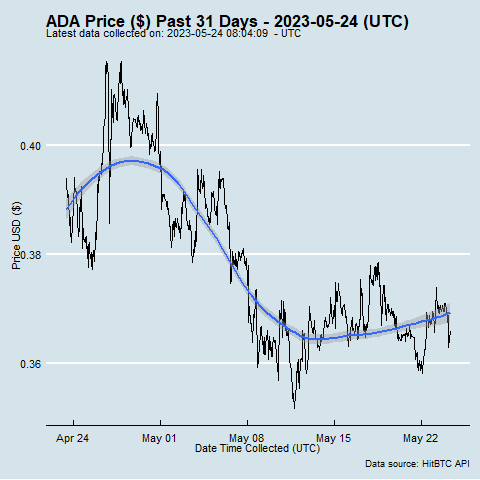 ADA Price ($) Past 31 Days - 2023-05-24 (UTC)
Latest data collected on: 2023-05-24 08:04:09 - UTC
0.40
0.38
0.36
Price USD ($)
Apr 24 May 01 May 08 May 15 May 22
Date Time Collected (UTC)
Data source: HitBTC API